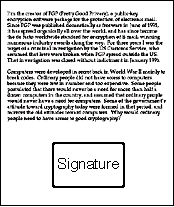 I'm the creator of PGP (Pretty Good Privacy), a public-key
encryption software package for the protection of electronic mail.
Since PGP was published domestically as freeware in June of 1991,
it has spread organically all over the world, and has since become
the de facto worldwide standard for encryption of E-mail, winning
numerous industry awards along the way. For three years I was the
target of a criminal investigation by the US Customs Service, who
assumed that laws were broken when PGP spread outside the US.
That investigation was closed without indictment in January 1996.
Computers were developed in secret back in World War II mainly to
break codes. Ordinary people did not have access to computers,
because they were few in number and too expensive. Some people
postulated that there would never be a need for more than half a
dozen computers in the country, and assumed that ordinary people
would never have a need for computers. Some of the government's
attitude toward cryptography today were formed in that period, and
mirrors the old attitudes toward computers. Why would ordinary
people need to have access to good cryptography?
Signature